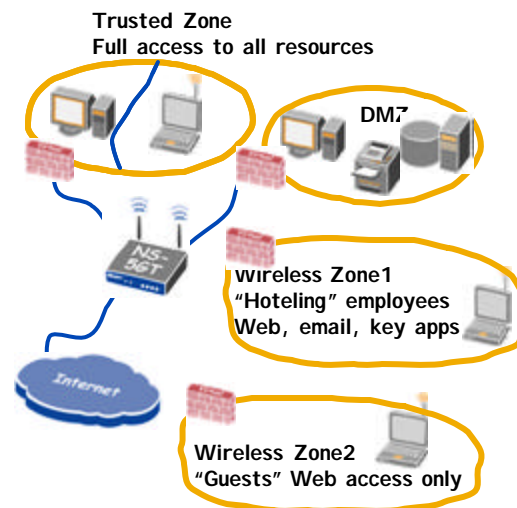 Trusted Zone
Full access to all resources
DMZ
NS-
5GT
Wireless Zone1
“Hoteling” employees
Web, email, key apps
Internet
Wireless Zone2
“Guests” Web access only